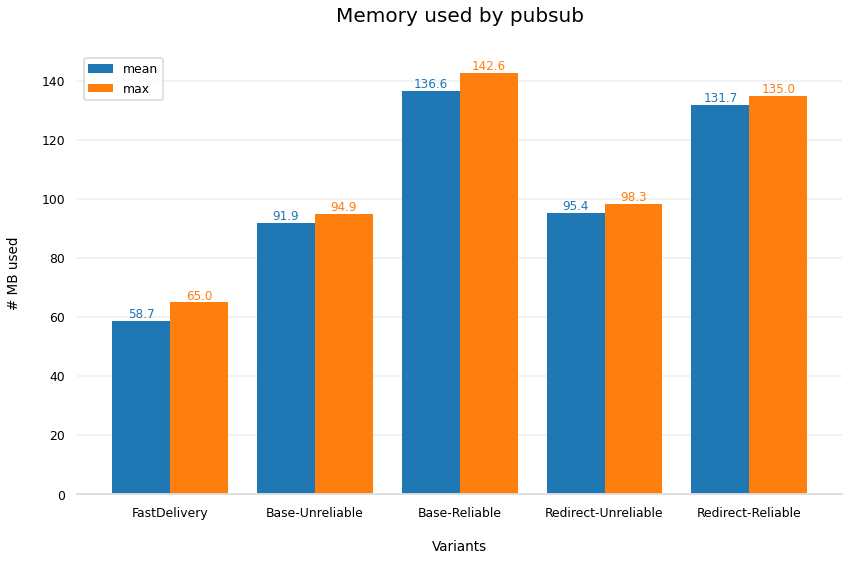 Memory used by pubsub
mean
max
140
120
100
80
60
40
20
0
# MB used
58.7
65.0
91.9
94.9
136.6
142.6
95.4
98.3
131.7
135.0
FastDelivery
Base-Unreliable
Base-Reliable
Redirect-Unreliable
Redirect-Reliable
Variants